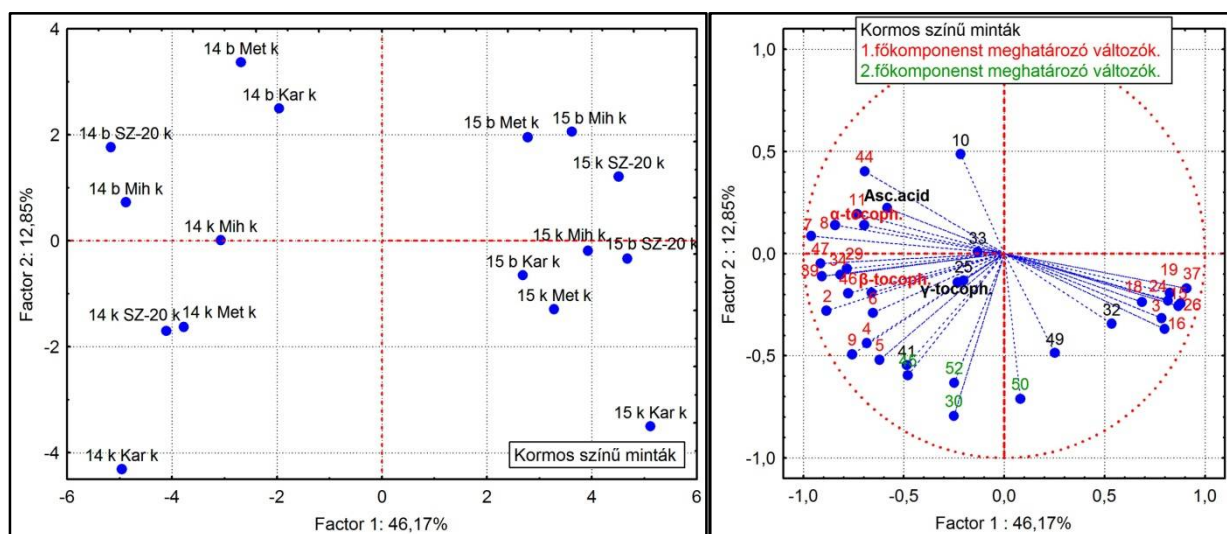 14 b Met k
14 b Kar k
14 b SZ-20 k
14 b Mih k
14 k Mih k
14 k SZ-20 k
14 k Met k
14 k Kar k
15 b Met k
15 b Mih k
15 k SZ-20 k
15 k Mih k
15 b SZ-20 k
15 b Kar k
15 k Met k
15 k Kar k
Kormos színű minták
Factor 2: 12,85%
4
2
0
-2
-4
-6 -4 -2 0 2 4 6
Factor 1: 46,17%
Kormos színű minták
1.főkomponenst meghatározó változók.
2.főkomponenst meghatározó változók.
10
44
Asc.acid
11
α-tocoph.
7
8
33
47
34
29
39
46
β-tocoph.
25
γ-tocoph.
2
6
4
9
5
41
52
30
50
49
32
18
24
19
37
3
26
16
Factor 2 : 12,85%
1,0
0,5
0,0
-0,5
-1,0
-1,0 -0,5 0,0 0,5 1,0
Factor 1 : 46,17%